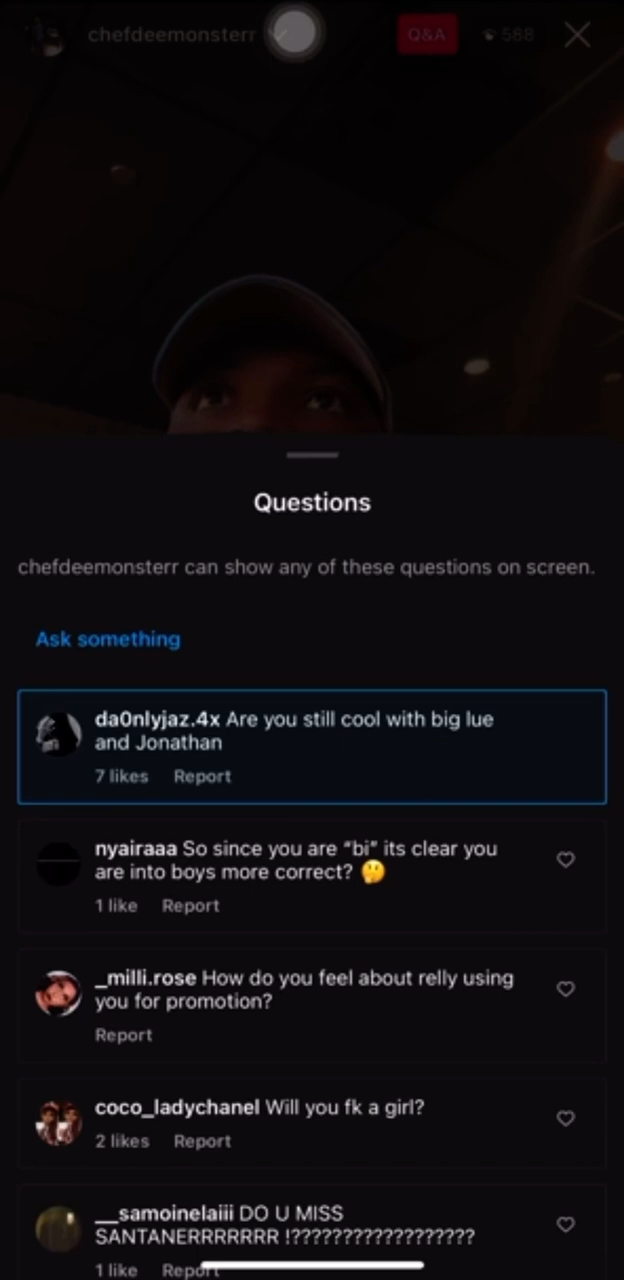 chefdeemonsterr
Q&A
588
Questions
chefdeemonsterr can show any of these questions on screen.
Ask something
da0nlyjaz.4x Are you still cool with big lue
and Jonathan
7 likes Report
nyairaaa So since you are “bi” its clear you
are into boys more correct? 🤔
1 like Report
_milli.rose How do you feel about relly using
you for promotion?
Report
coco_ladychanel Will you fk a girl?
2 likes Report
__samoinelaiii DO U MISS
SANTANERRRRRRR !??????????????????
1 like Report